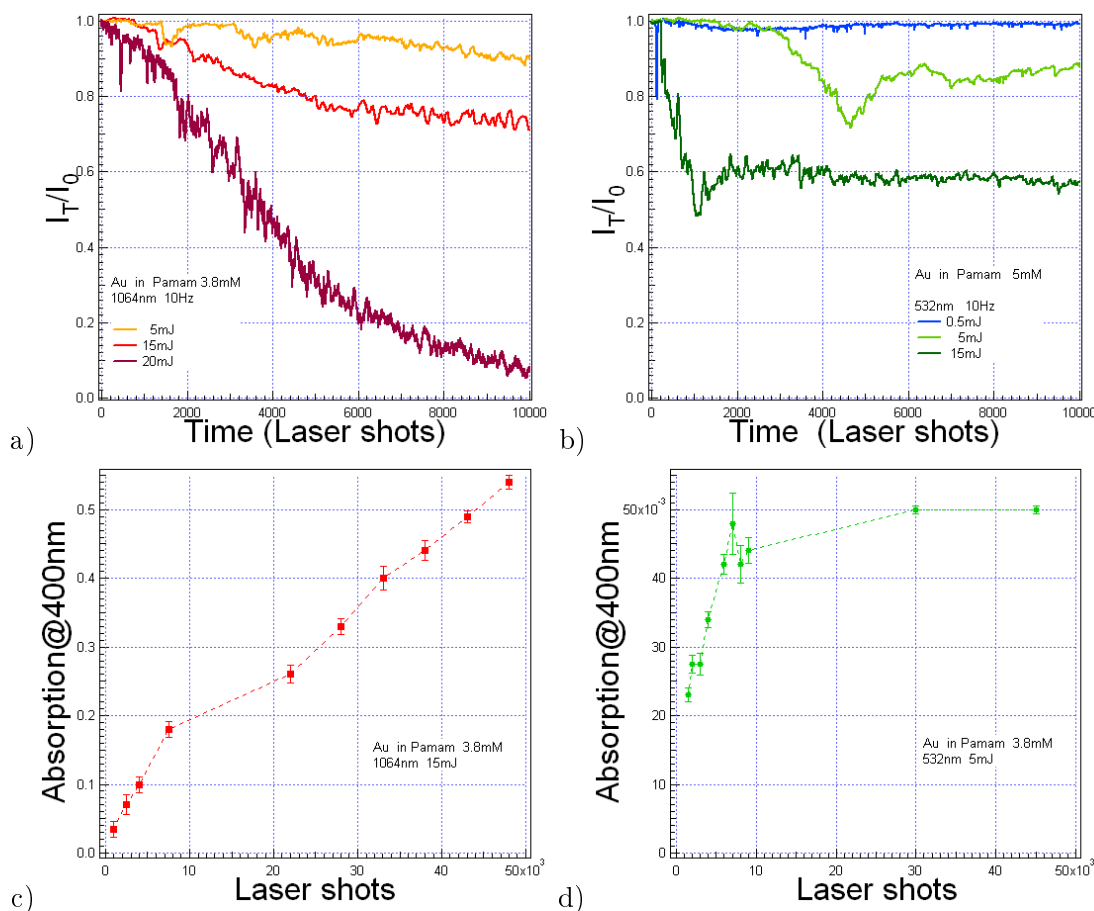 1.0
0.8
0.6
0.4
0.2
0.0
I_T/I_0
Au in Pamam 3.8mM
1064nm 10Hz
5mJ
15mJ
20mJ
0 2000 4000 6000 8000 10000
Time (Laser shots)
a)
1.0
0.8
0.6
0.4
0.2
0.0
I_T/I_0
Au in Pamam 5mM
532nm 10Hz
0.5mJ
5mJ
15mJ
0 2000 4000 6000 8000 10000
Time (Laser shots)
b)
0.5
0.4
0.3
0.2
0.1
0.0
Absorption@400nm
Au in Pamam 3.8mM
1064nm 15mJ
0 10 20 30 40 50x10^3
Laser shots
c)
50x10^-3
40
30
20
10
0
Absorption@400nm
Au in Pamam 3.8mM
532nm 5mJ
0 10 20 30 40 50x10^3
Laser shots
d)